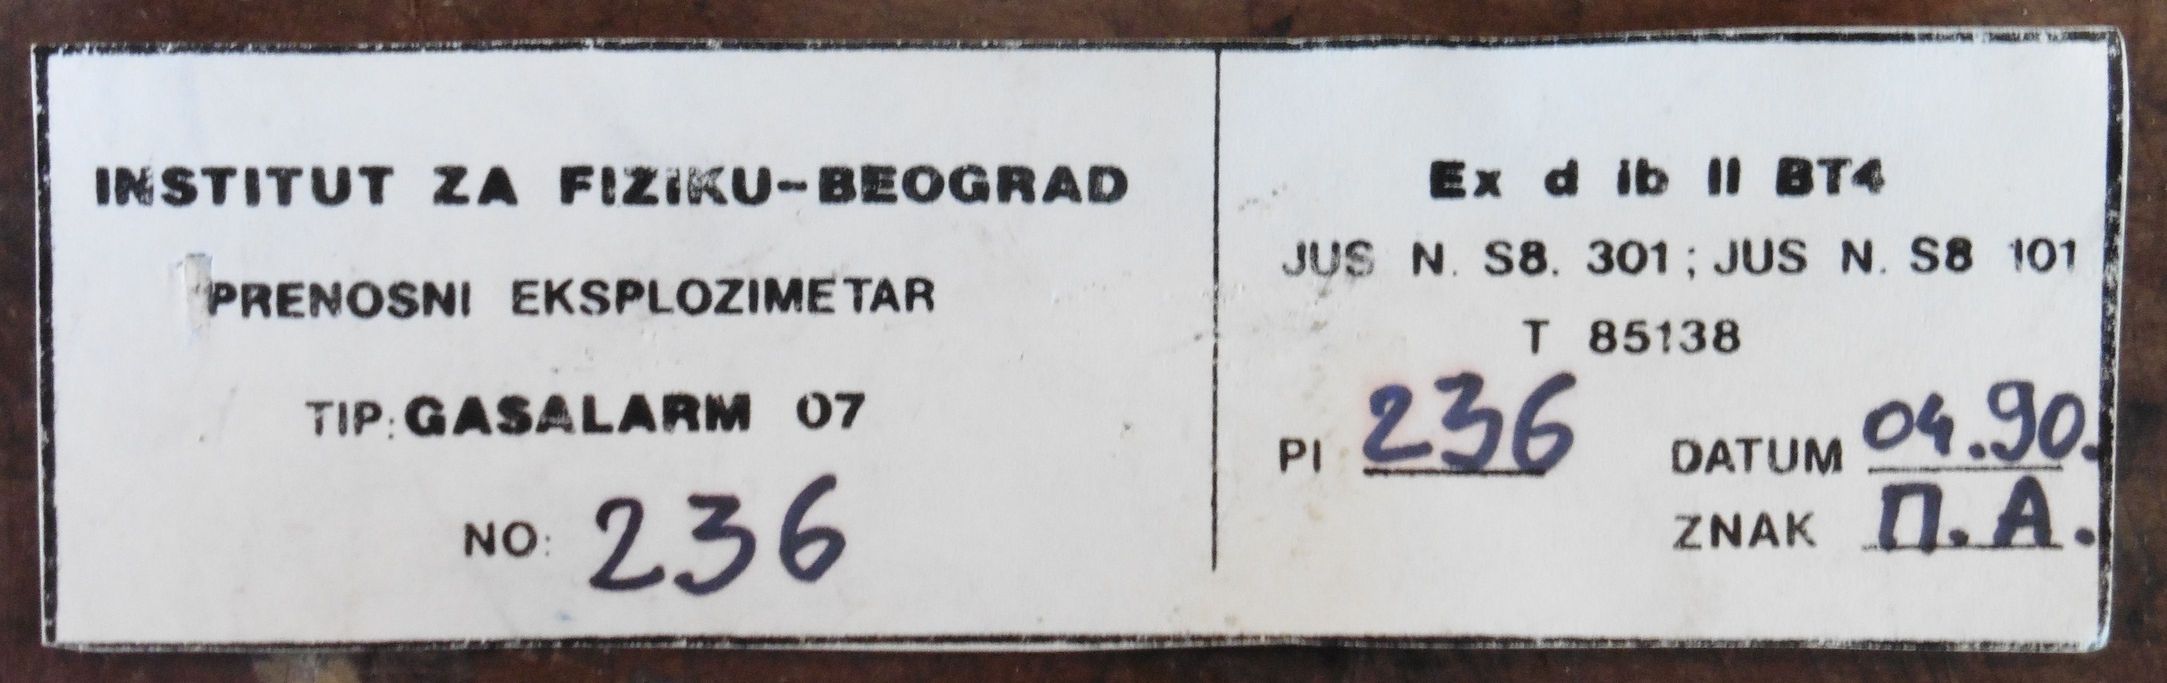 INSTITUT ZA FIZIKU-BEOGRAD
PRENOSNI EKSPLOZIMETAR
TIP: GASALARM 07
NO: 236
Ex d ib II BT4
JUS N. S8. 301; JUS N. S8 101
T 85138
PI 236 DATUM 04.90.
ZNAK П.А.